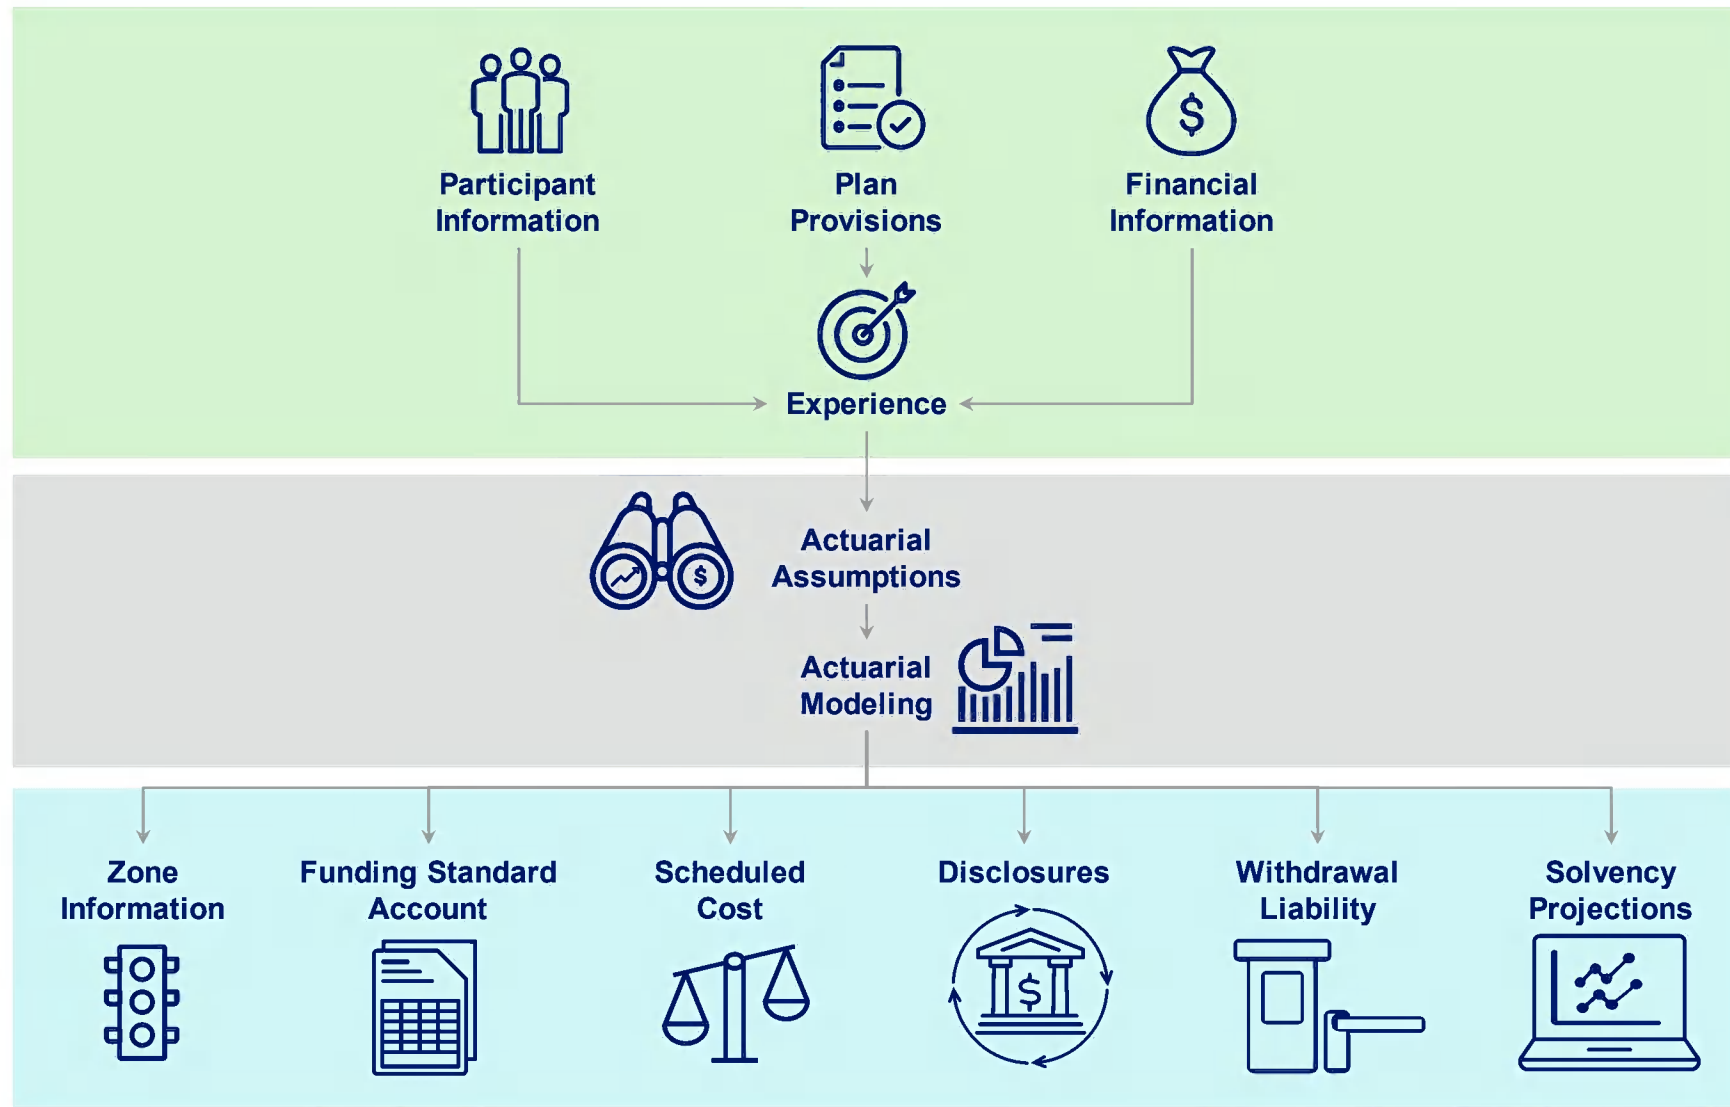 Participant
Information
Plan
Provisions
Financial
Information
$
Experience
Actuarial
Assumptions
$
Actuarial
Modeling
Zone
Information
Funding Standard
Account
Scheduled
Cost
Disclosures
Withdrawal
Liability
Solvency
Projections
$